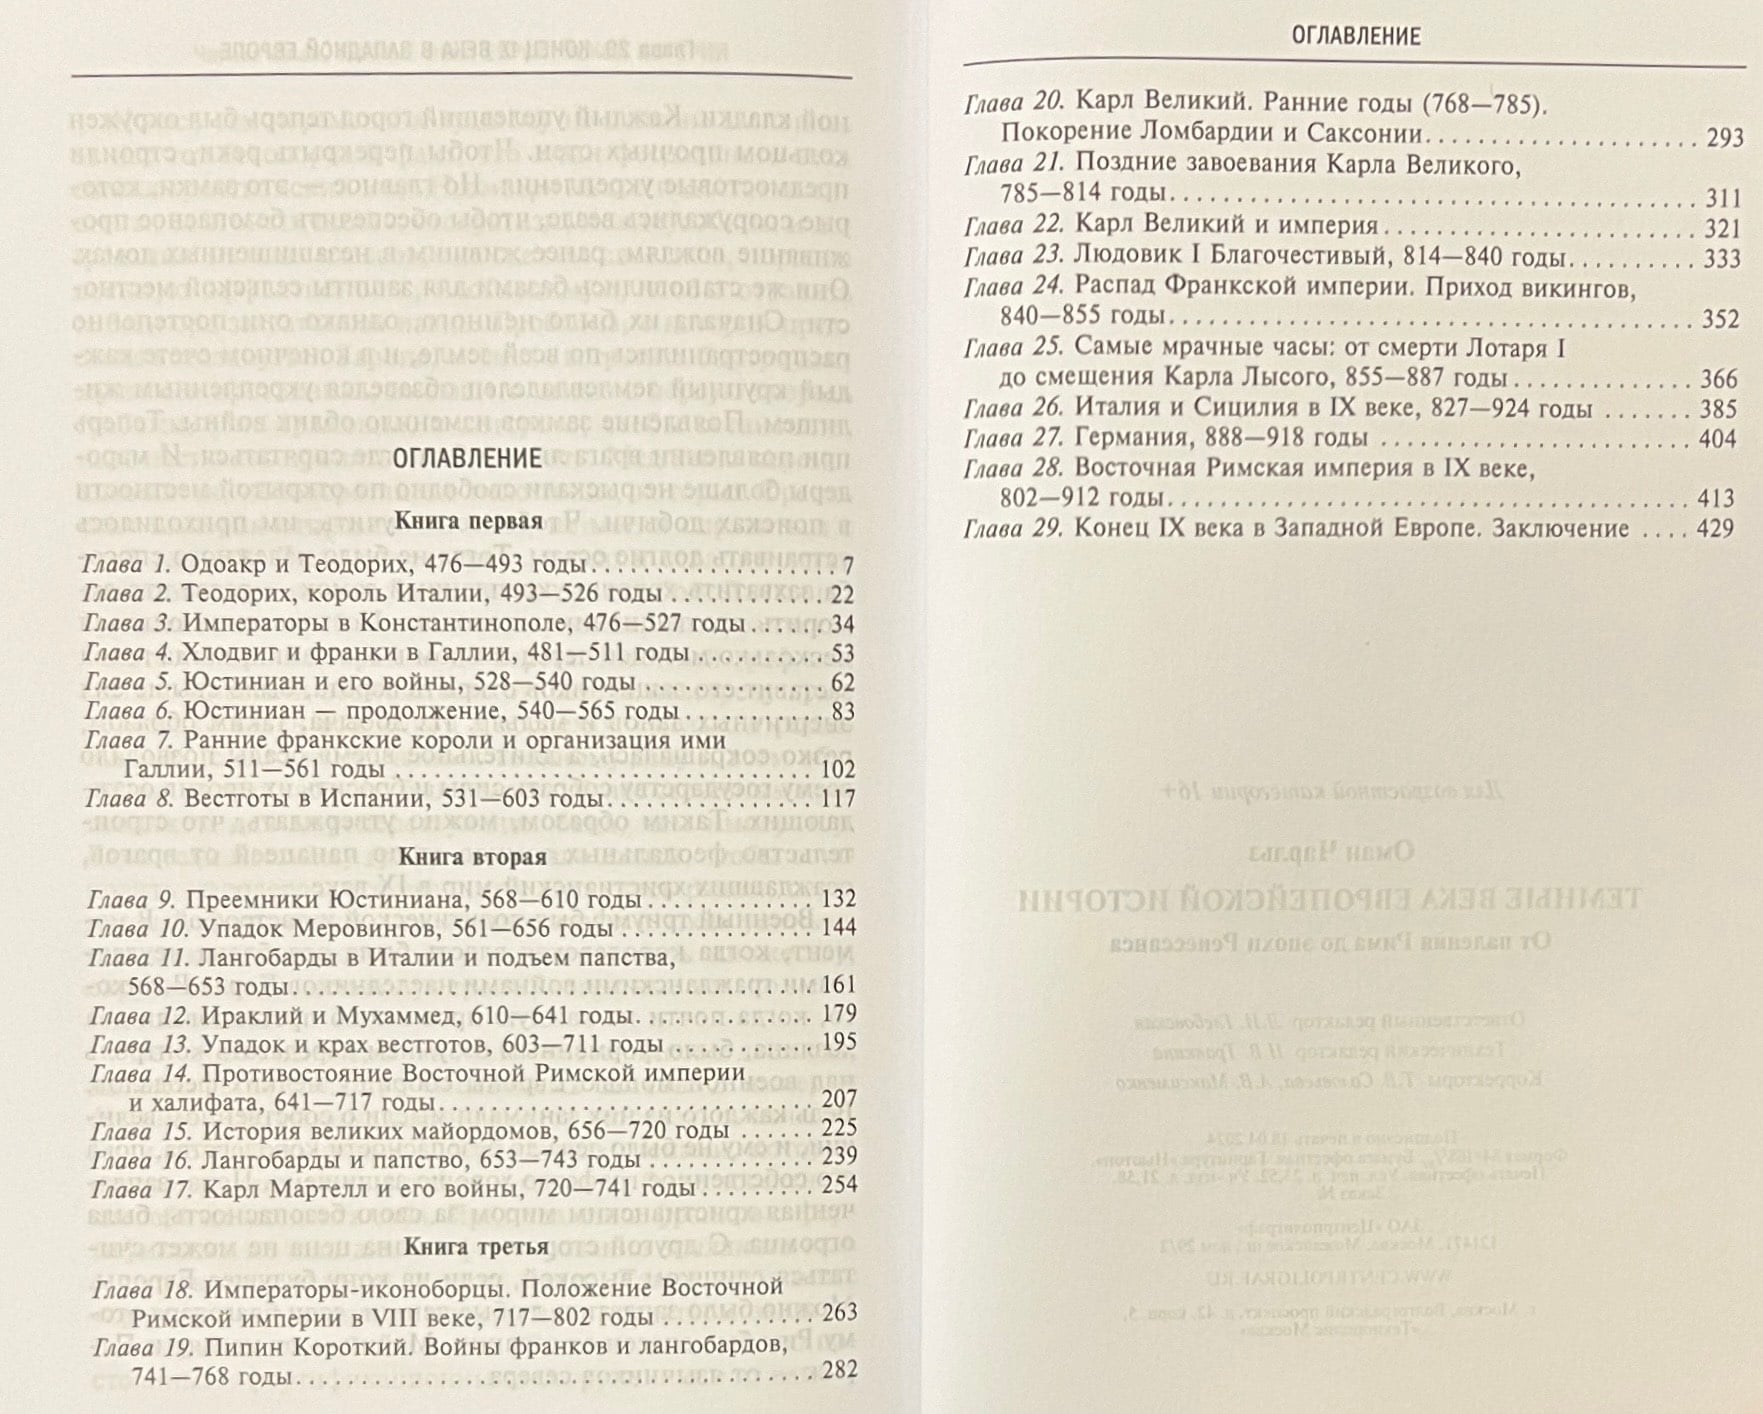 ОГЛАВЛЕНИЕ
Книга первая
Глава 1. Одоакр и Теодорих, 476—493 годы.....................7
Глава 2. Теодорих, король Италии, 493—526 годы............22
Глава 3. Императоры в Константинополе, 476—527 годы......34
Глава 4. Хлодвиг и франки в Галлии, 481—511 годы..........53
Глава 5. Юстиниан и его войны, 528—540 годы..............62
Глава 6. Юстиниан — продолжение, 540—565 годы...........83
Глава 7. Ранние франкские короли и организация ими
Галлии, 511—561 годы................................102
Глава 8. Вестготы в Испании, 531—603 годы.................117
Книга вторая
Глава 9. Преемники Юстиниана, 568—610 годы.............132
Глава 10. Упадок Меровингов, 561—656 годы................144
Глава 11. Лангобарды в Италии и подъем папства,
568—653 годы........................................161
Глава 12. Ираклий и Мухаммед, 610—641 годы..............179
Глава 13. Упадок и крах вестготов, 603—711 годы...........195
Глава 14. Противостояние Восточной Римской империи
и халифата, 641—717 годы.............................207
Глава 15. История великих майордомов, 656—720 годы......225
Глава 16. Лангобарды и папство, 653—743 годы.............239
Глава 17. Карл Мартелл и его войны, 720—741 годы.........254
Книга третья
Глава 18. Императоры-иконоборцы. Положение Восточной
Римской империи в VIII веке, 717—802 годы............263
Глава 19. Пипин Короткий. Войны франков и лангобардов,
741—768 годы........................................282
ОГЛАВЛЕНИЕ
Глава 20. Карл Великий. Ранние годы (768—785).
Покорение Ломбардии и Саксонии.....................293
Глава 21. Поздние завоевания Карла Великого,
785—814 годы........................................311
Глава 22. Карл Великий и империя........................321
Глава 23. Людовик I Благочестивый, 814—840 годы..........333
Глава 24. Распад Франкской империи. Приход викингов,
840—855 годы........................................352
Глава 25. Самые мрачные часы: от смерти Лотаря I
до смещения Карла Лысого, 855—887 годы..............366
Глава 26. Италия и Сицилия в IX веке, 827—924 годы.......385
Глава 27. Германия, 888—918 годы........................404
Глава 28. Восточная Римская империя в IX веке,
802—912 годы........................................413
Глава 29. Конец IX века в Западной Европе. Заключение....429